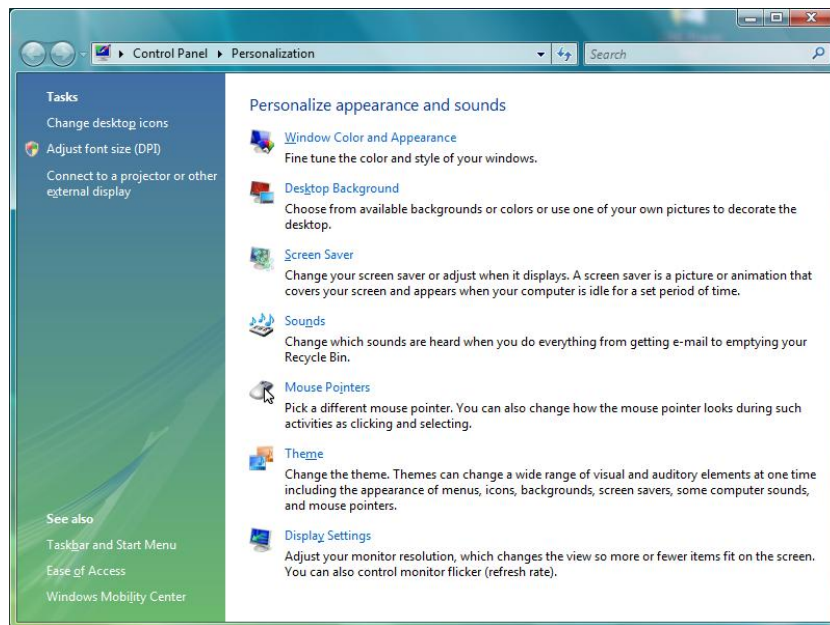 Control Panel Personalization
Search
Tasks
Change desktop icons
Adjust font size (DPI)
Connect to a projector or other
external display
See also
Taskbar and Start Menu
Ease of Access
Windows Mobility Center
Personalize appearance and sounds
Window Color and Appearance
Fine tune the color and style of your windows.
Desktop Background
Choose from available backgrounds or colors or use one of your own pictures to decorate the
desktop.
Screen Saver
Change your screen saver or adjust when it displays. A screen saver is a picture or animation that
covers your screen and appears when your computer is idle for a set period of time.
Sounds
Change which sounds are heard when you do everything from getting e-mail to emptying your
Recycle Bin.
Mouse Pointers
Pick a different mouse pointer. You can also change how the mouse pointer looks during such
activities as clicking and selecting.
Theme
Change the theme. Themes can change a wide range of visual and auditory elements at one time
including the appearance of menus, icons, backgrounds, screen savers, some computer sounds,
and mouse pointers.
Display Settings
Adjust your monitor resolution, which changes the view so more or fewer items fit on the screen.
You can also control monitor flicker (refresh rate).